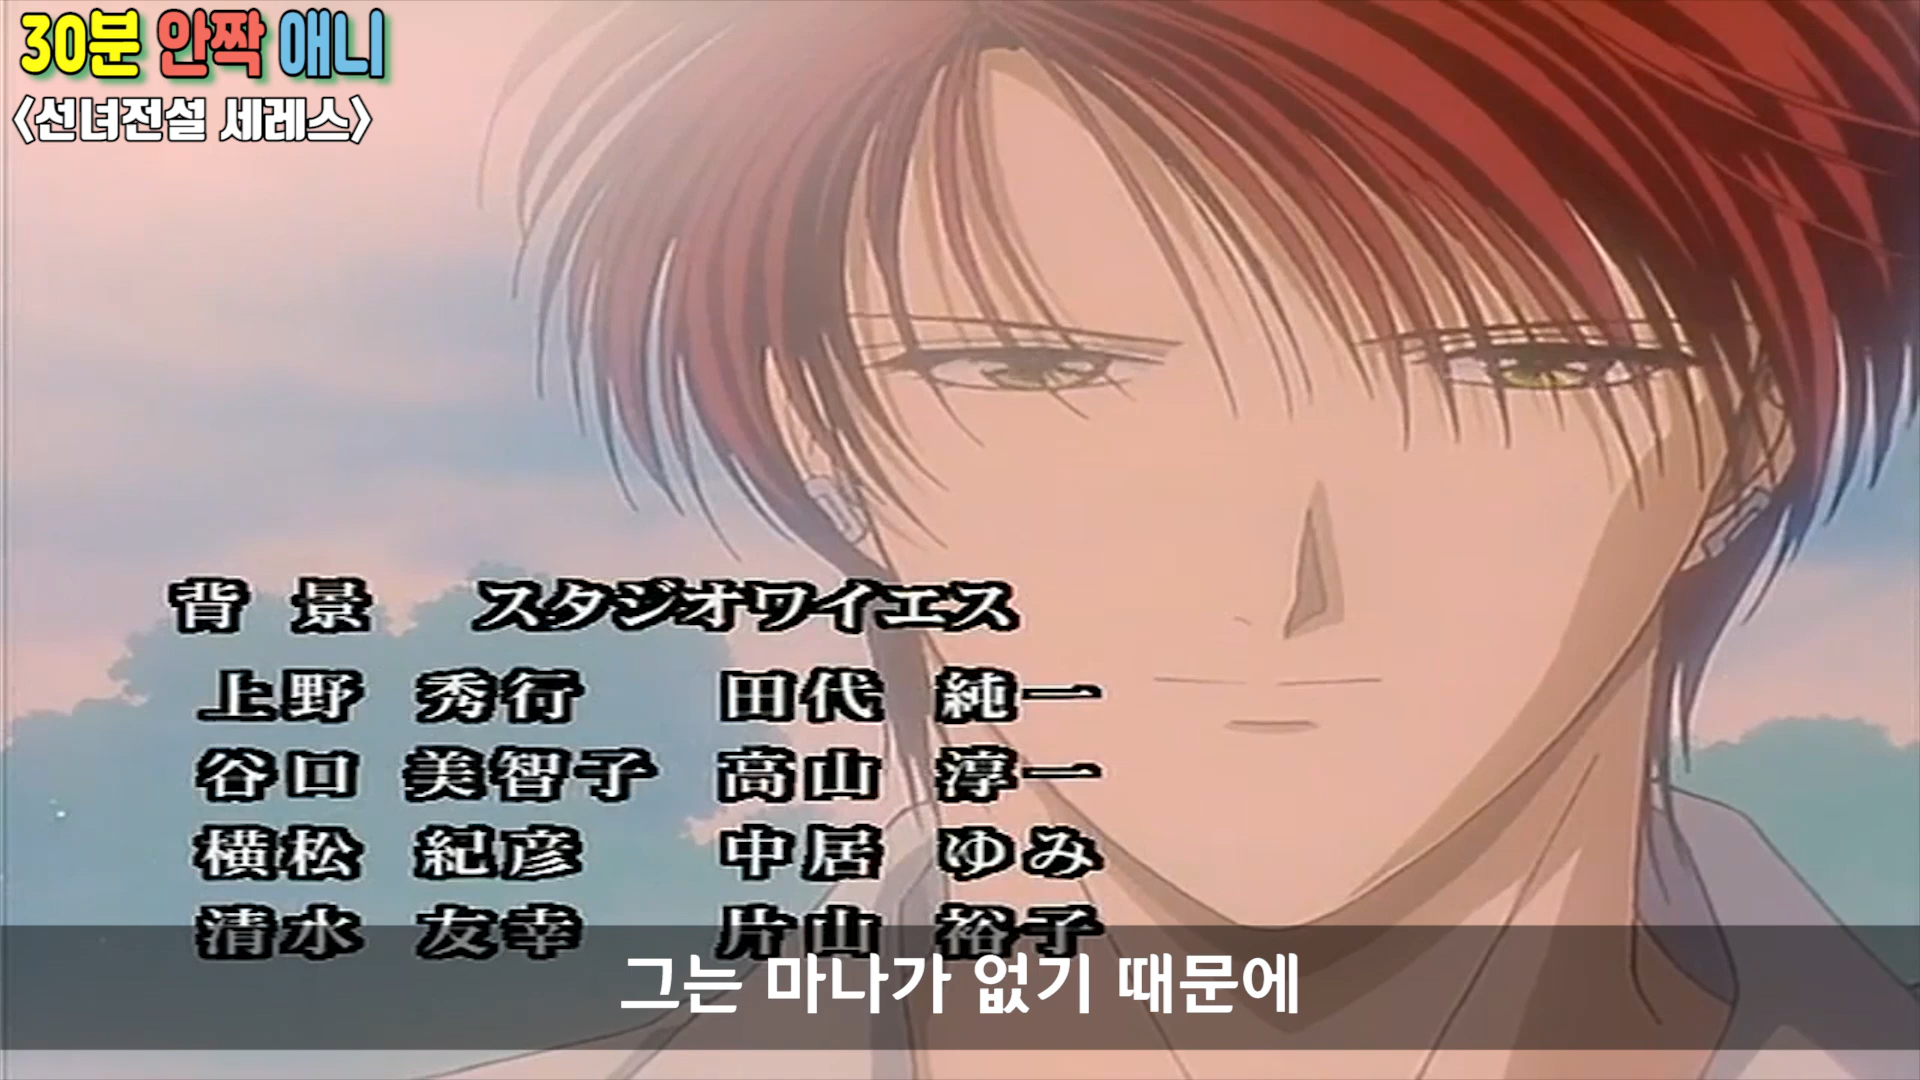 30분 안짝 애니
〈선녀전설 세레스〉
背景 スタジオワイエス
上野 秀行 田代 純一
谷口 美智子 高山 淳一
横松 紀彦 中居 ゆみ
清水 友幸 片山 裕子
그는 마나가 없기 때문에